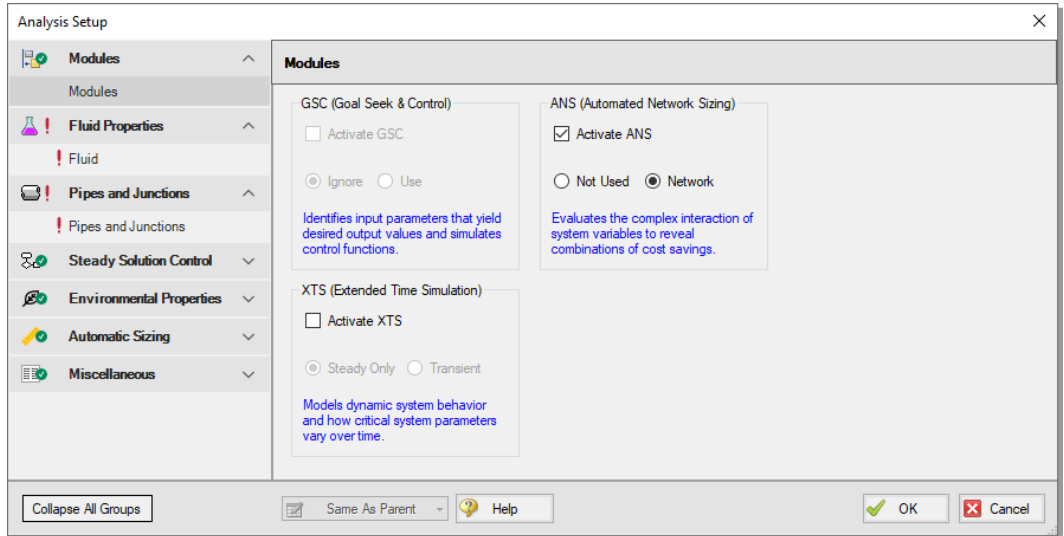 Analysis Setup
Modules
Modules
Fluid Properties
Fluid
Pipes and Junctions
Pipes and Junctions
Steady Solution Control
Environmental Properties
Automatic Sizing
Miscellaneous
Modules
GSC (Goal Seek & Control)
Activate GSC
Ignore Use
Identifies input parameters that yield
desired output values and simulates
control functions.
ANS (Automated Network Sizing)
Activate ANS
Not Used Network
Evaluates the complex interaction of
system variables to reveal
combinations of cost savings.
XTS (Extended Time Simulation)
Activate XTS
Steady Only Transient
Models dynamic system behavior
and how critical system parameters
vary over time.
Collapse All Groups
Same As Parent
Help
OK
Cancel